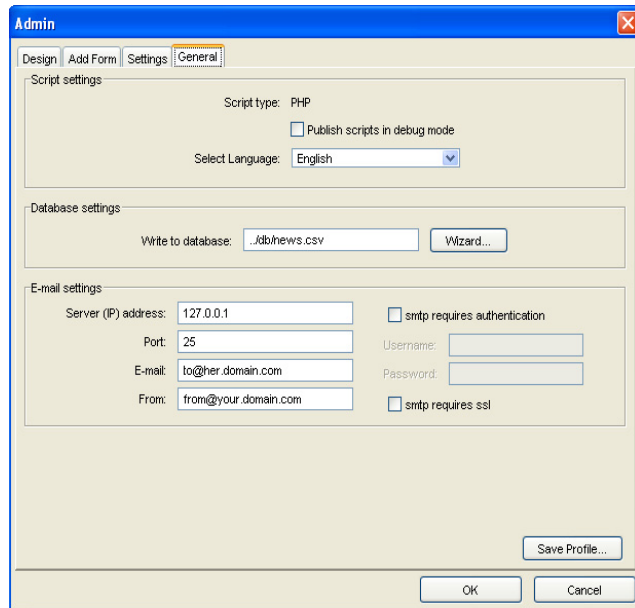 Admin
Design Add Form Settings General
Script settings
Script type: PHP
Publish scripts in debug mode
Select Language: English
Database settings
Write to database: ../db/news.csv Wizard...
E-mail settings
Server (IP) address: 127.0.0.1 smtp requires authentication
Port: 25 Username:
E-mail: to@her.domain.com Password:
From: from@your.domain.com smtp requires ssl
Save Profile...
OK Cancel